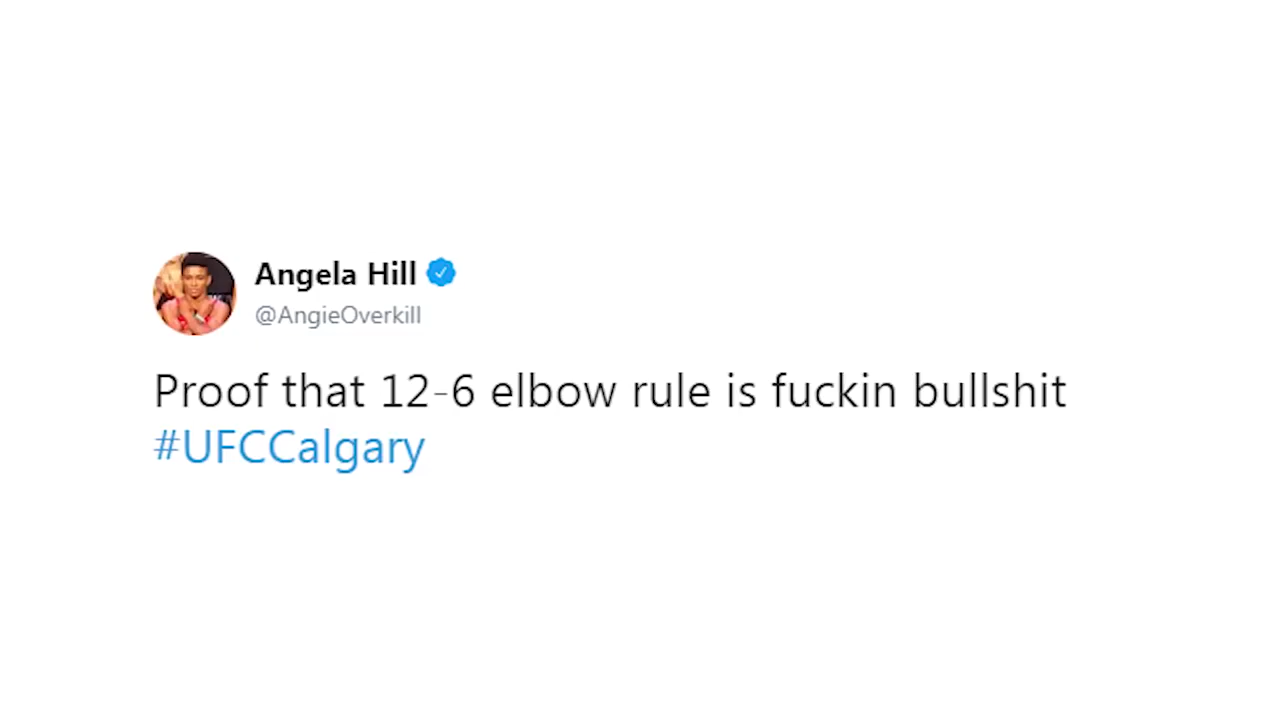 Angela Hill
@AngieOverkill
Proof that 12-6 elbow rule is fuckin bullshit
#UFCCalgary